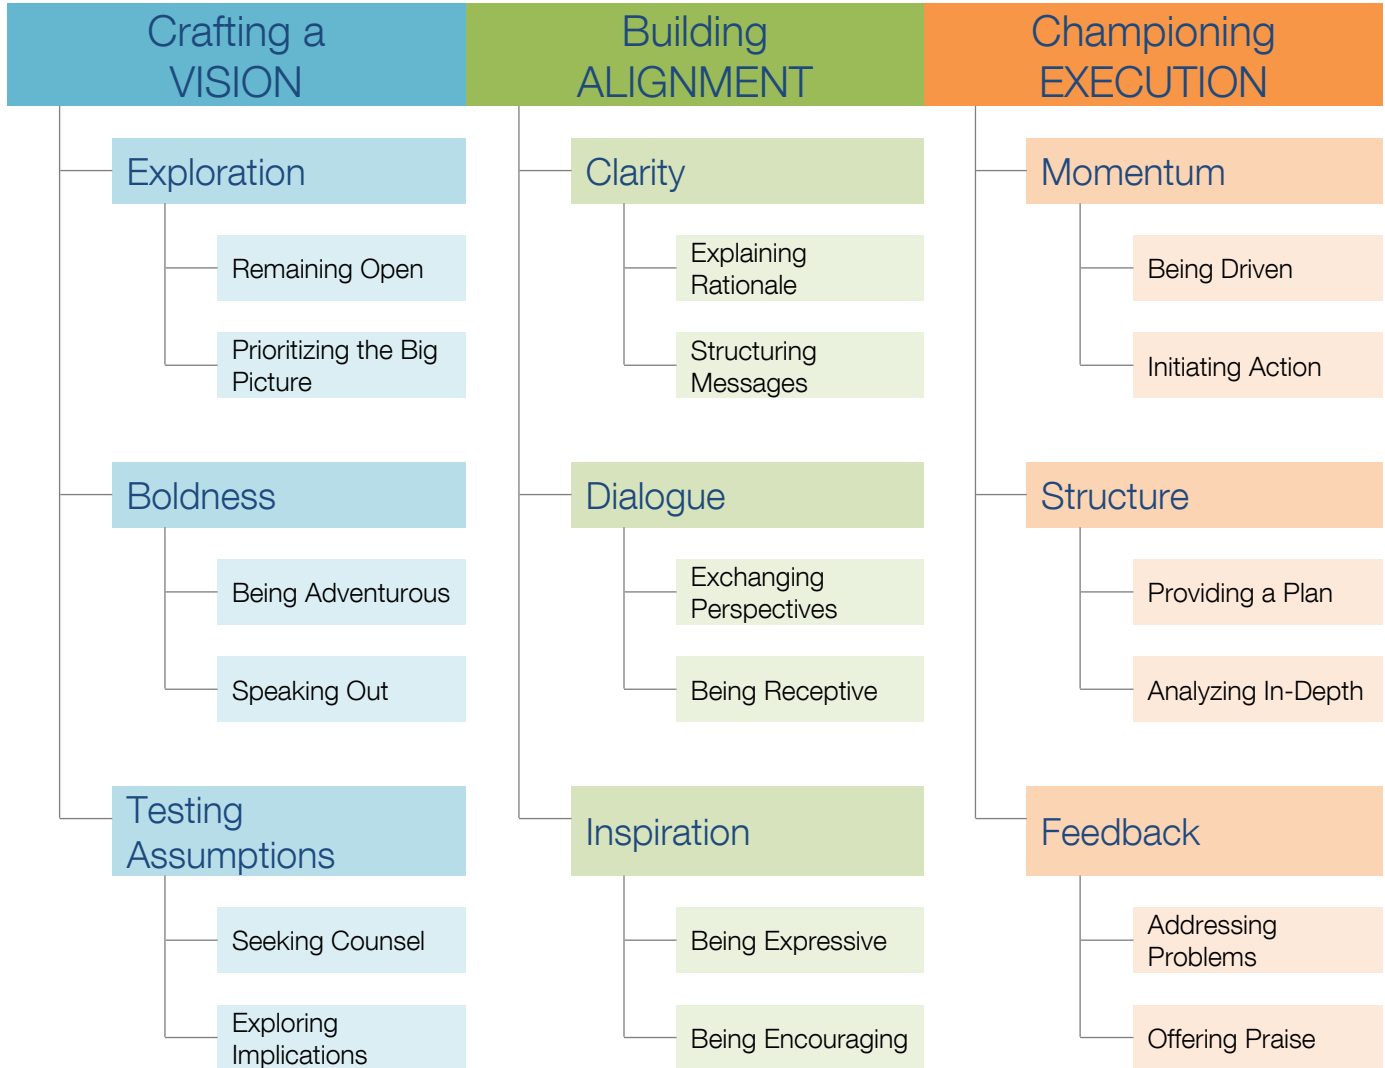 Crafting a
VISION
Exploration
Remaining Open
Prioritizing the Big
Picture
Boldness
Being Adventurous
Speaking Out
Testing
Assumptions
Seeking Counsel
Exploring
Implications
Building
ALIGNMENT
Clarity
Explaining
Rationale
Structuring
Messages
Dialogue
Exchanging
Perspectives
Being Receptive
Inspiration
Being Expressive
Being Encouraging
Championing
EXECUTION
Momentum
Being Driven
Initiating Action
Structure
Providing a Plan
Analyzing In-Depth
Feedback
Addressing
Problems
Offering Praise